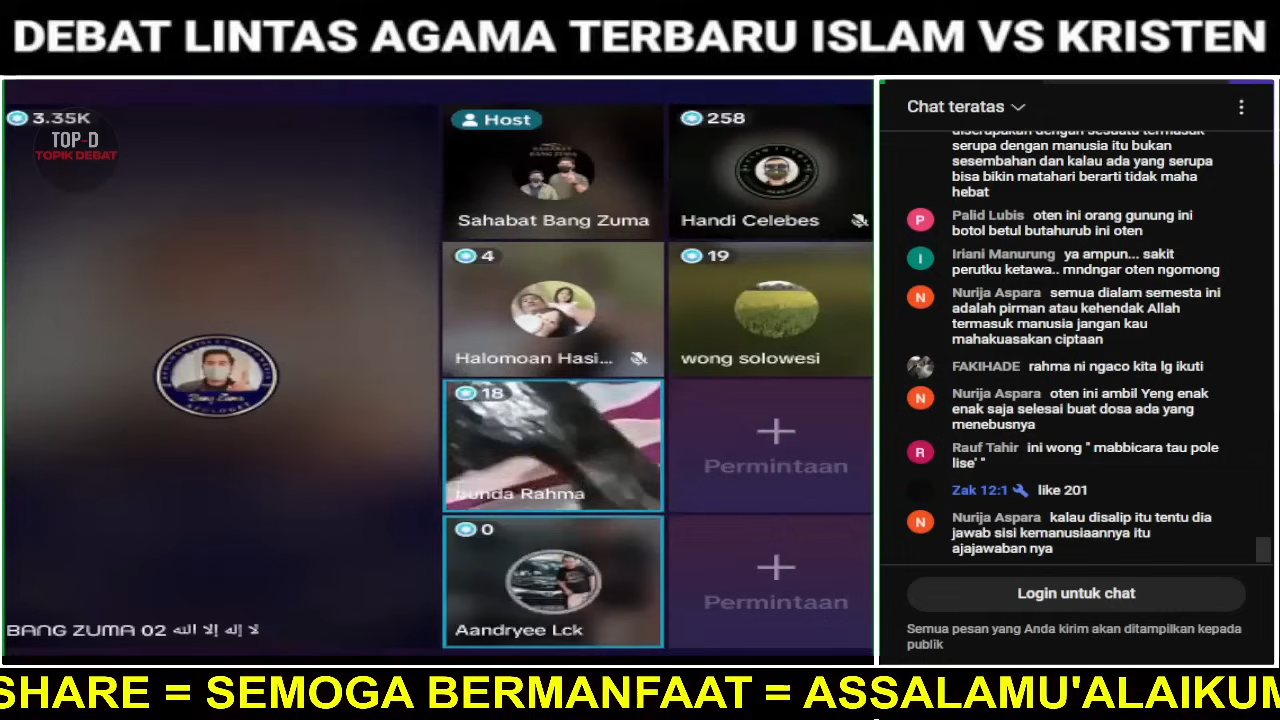 DEBAT LINTAS AGAMA TERBARU ISLAM VS KRISTEN
3.35K
TOP-D
TOPIK DEBAT
BANG ZUMA 02 لا إله إلا الله
Host
Sahabat Bang Zuma
258
Handi Celebes
4
Halomoan Hasi...
19
wong solowesi
18
bunda Rahma
Permintaan
0
Aandryee Lck
Permintaan
Bang Zuma
Chat teratas
diserupakan dengan sesuatu termasuk
serupa dengan manusia itu bukan
sesembahan dan kalau ada yang serupa
bisa bikin matahari berarti tidak maha
hebat
P Palid Lubis oten ini orang gunung ini
botol betul butahurub ini oten
I Iriani Manurung ya ampun... sakit
perutku ketawa.. mndngar oten ngomong
N Nurija Aspara semua dialam semesta ini
adalah pirman atau kehendak Allah
termasuk manusia jangan kau
mahakuasakan ciptaan
FAKIHADE rahma ni ngaco kita lg ikuti
N Nurija Aspara oten ini ambil Yeng enak
enak saja selesai buat dosa ada yang
menebusnya
R Rauf Tahir ini wong " mabbicara tau pole
lise' "
Zak 12:1 like 201
N Nurija Aspara kalau disalip itu tentu dia
jawab sisi kemanusiaannya itu
ajajawaban nya
Login untuk chat
Semua pesan yang Anda kirim akan ditampilkan kepada
publik
SHARE = SEMOGA BERMANFAAT = ASSALAMU'ALAIKUM